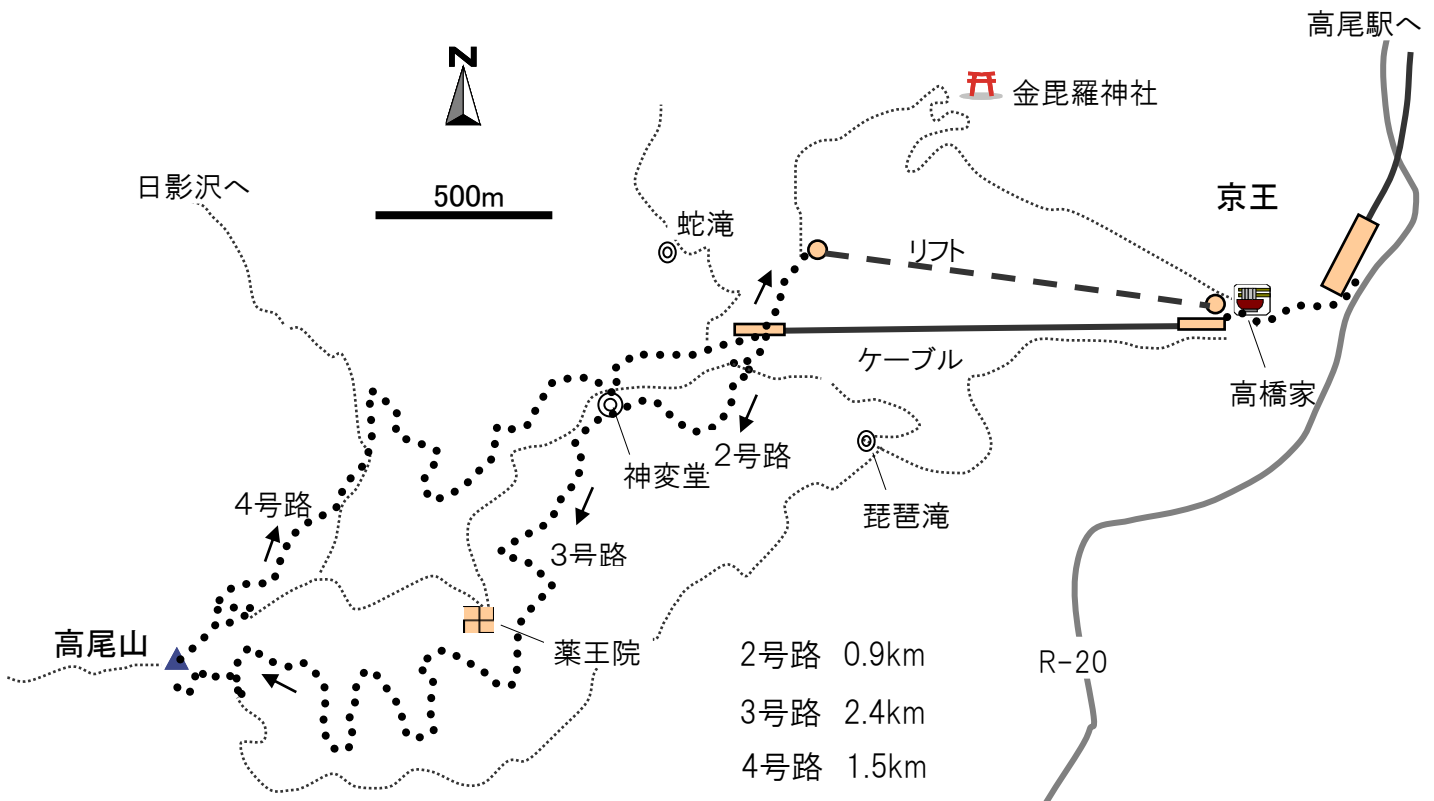 高尾駅へ
N
金毘羅神社
日影沢へ
500m
京王
蛇滝
リフト
ケーブル
高橋家
2号路
神変堂
4号路
琵琶滝
3号路
高尾山
薬王院
2号路 0.9km
R-20
3号路 2.4km
4号路 1.5km